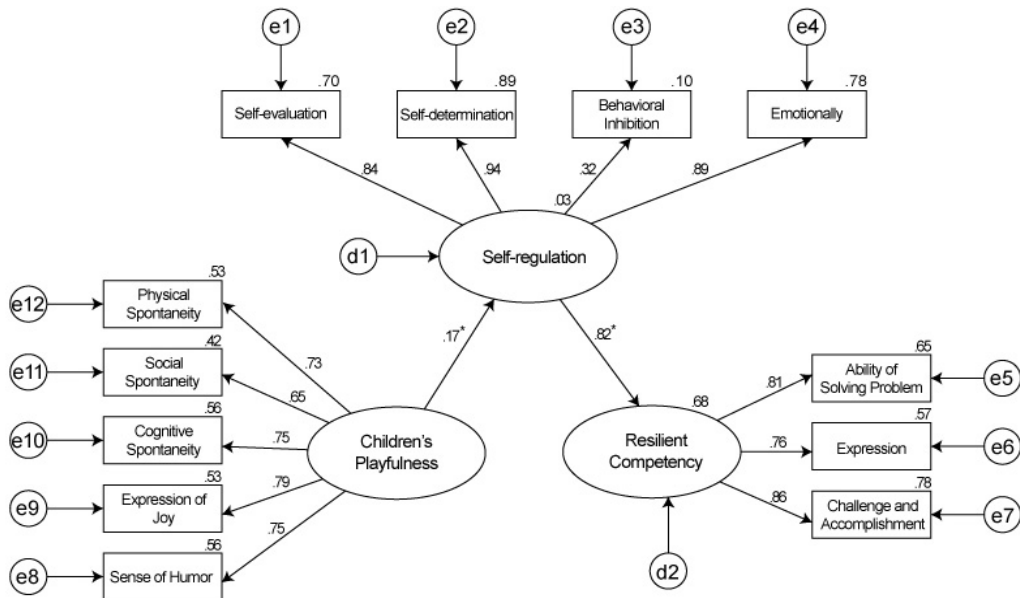 e1
e2
e3
e4
.70
.89
.10
.78
Self-evaluation
Self-determination
Behavioral
Inhibition
Emotionally
.84
.94
.32
.89
.03
d1
Self-regulation
.53
e12
Physical
Spontaneity
.17*
.82*
.42
.73
.65
e11
Social
Spontaneity
.65
.81
Ability of
Solving Problem
e5
.56
.68
.57
e10
Cognitive
Spontaneity
.75
Children's
Playfulness
Resilient
Competency
.76
Expression
e6
.53
.79
.86
.78
e9
Expression of
Joy
.75
Challenge and
Accomplishment
e7
.56
e8
Sense of Humor
d2